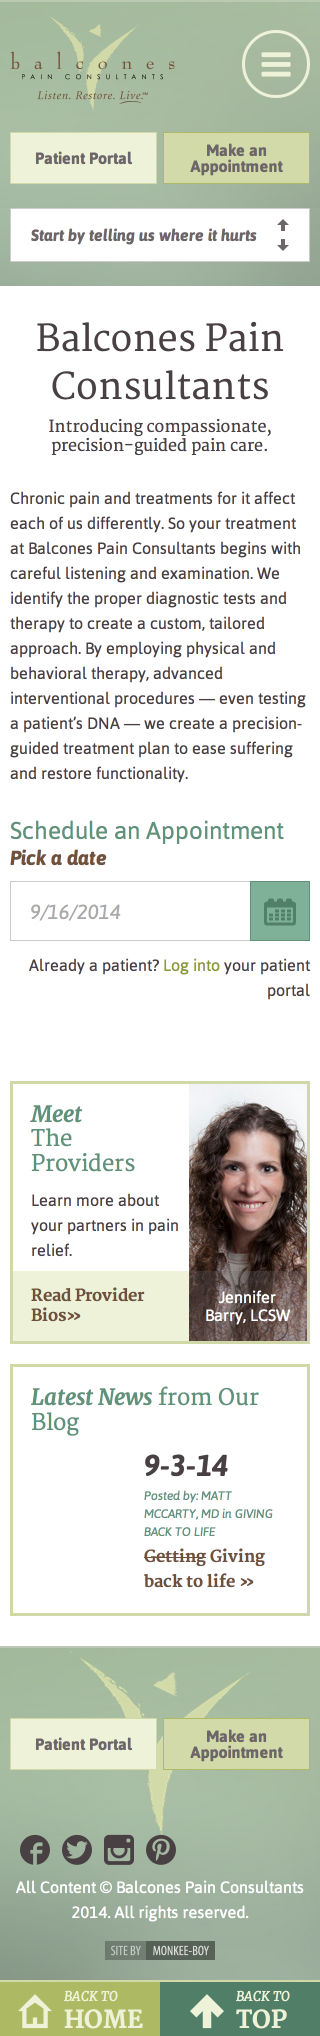 balcones
PAIN CONSULTANTS
Listen. Restore. Live.™
Patient Portal
Make an
Appointment
Start by telling us where it hurts
Balcones Pain
Consultants
Introducing compassionate,
precision-guided pain care.
Chronic pain and treatments for it affect
each of us differently. So your treatment
at Balcones Pain Consultants begins with
careful listening and examination. We
identify the proper diagnostic tests and
therapy to create a custom, tailored
approach. By employing physical and
behavioral therapy, advanced
interventional procedures — even testing
a patient’s DNA — we create a precision-
guided treatment plan to ease suffering
and restore functionality.
Schedule an Appointment
Pick a date
9/16/2014
Already a patient? Log into your patient
portal
Meet
The
Providers
Learn more about
your partners in pain
relief.
Read Provider
Bios»
Jennifer
Barry, LCSW
Latest News from Our
Blog
9-3-14
Posted by: MATT
MCCARTY, MD in GIVING
BACK TO LIFE
Getting Giving
back to life »
Patient Portal
Make an
Appointment
All Content © Balcones Pain Consultants
2014. All rights reserved.
SITE BY MONKEE-BOY
BACK TO
HOME
BACK TO
TOP